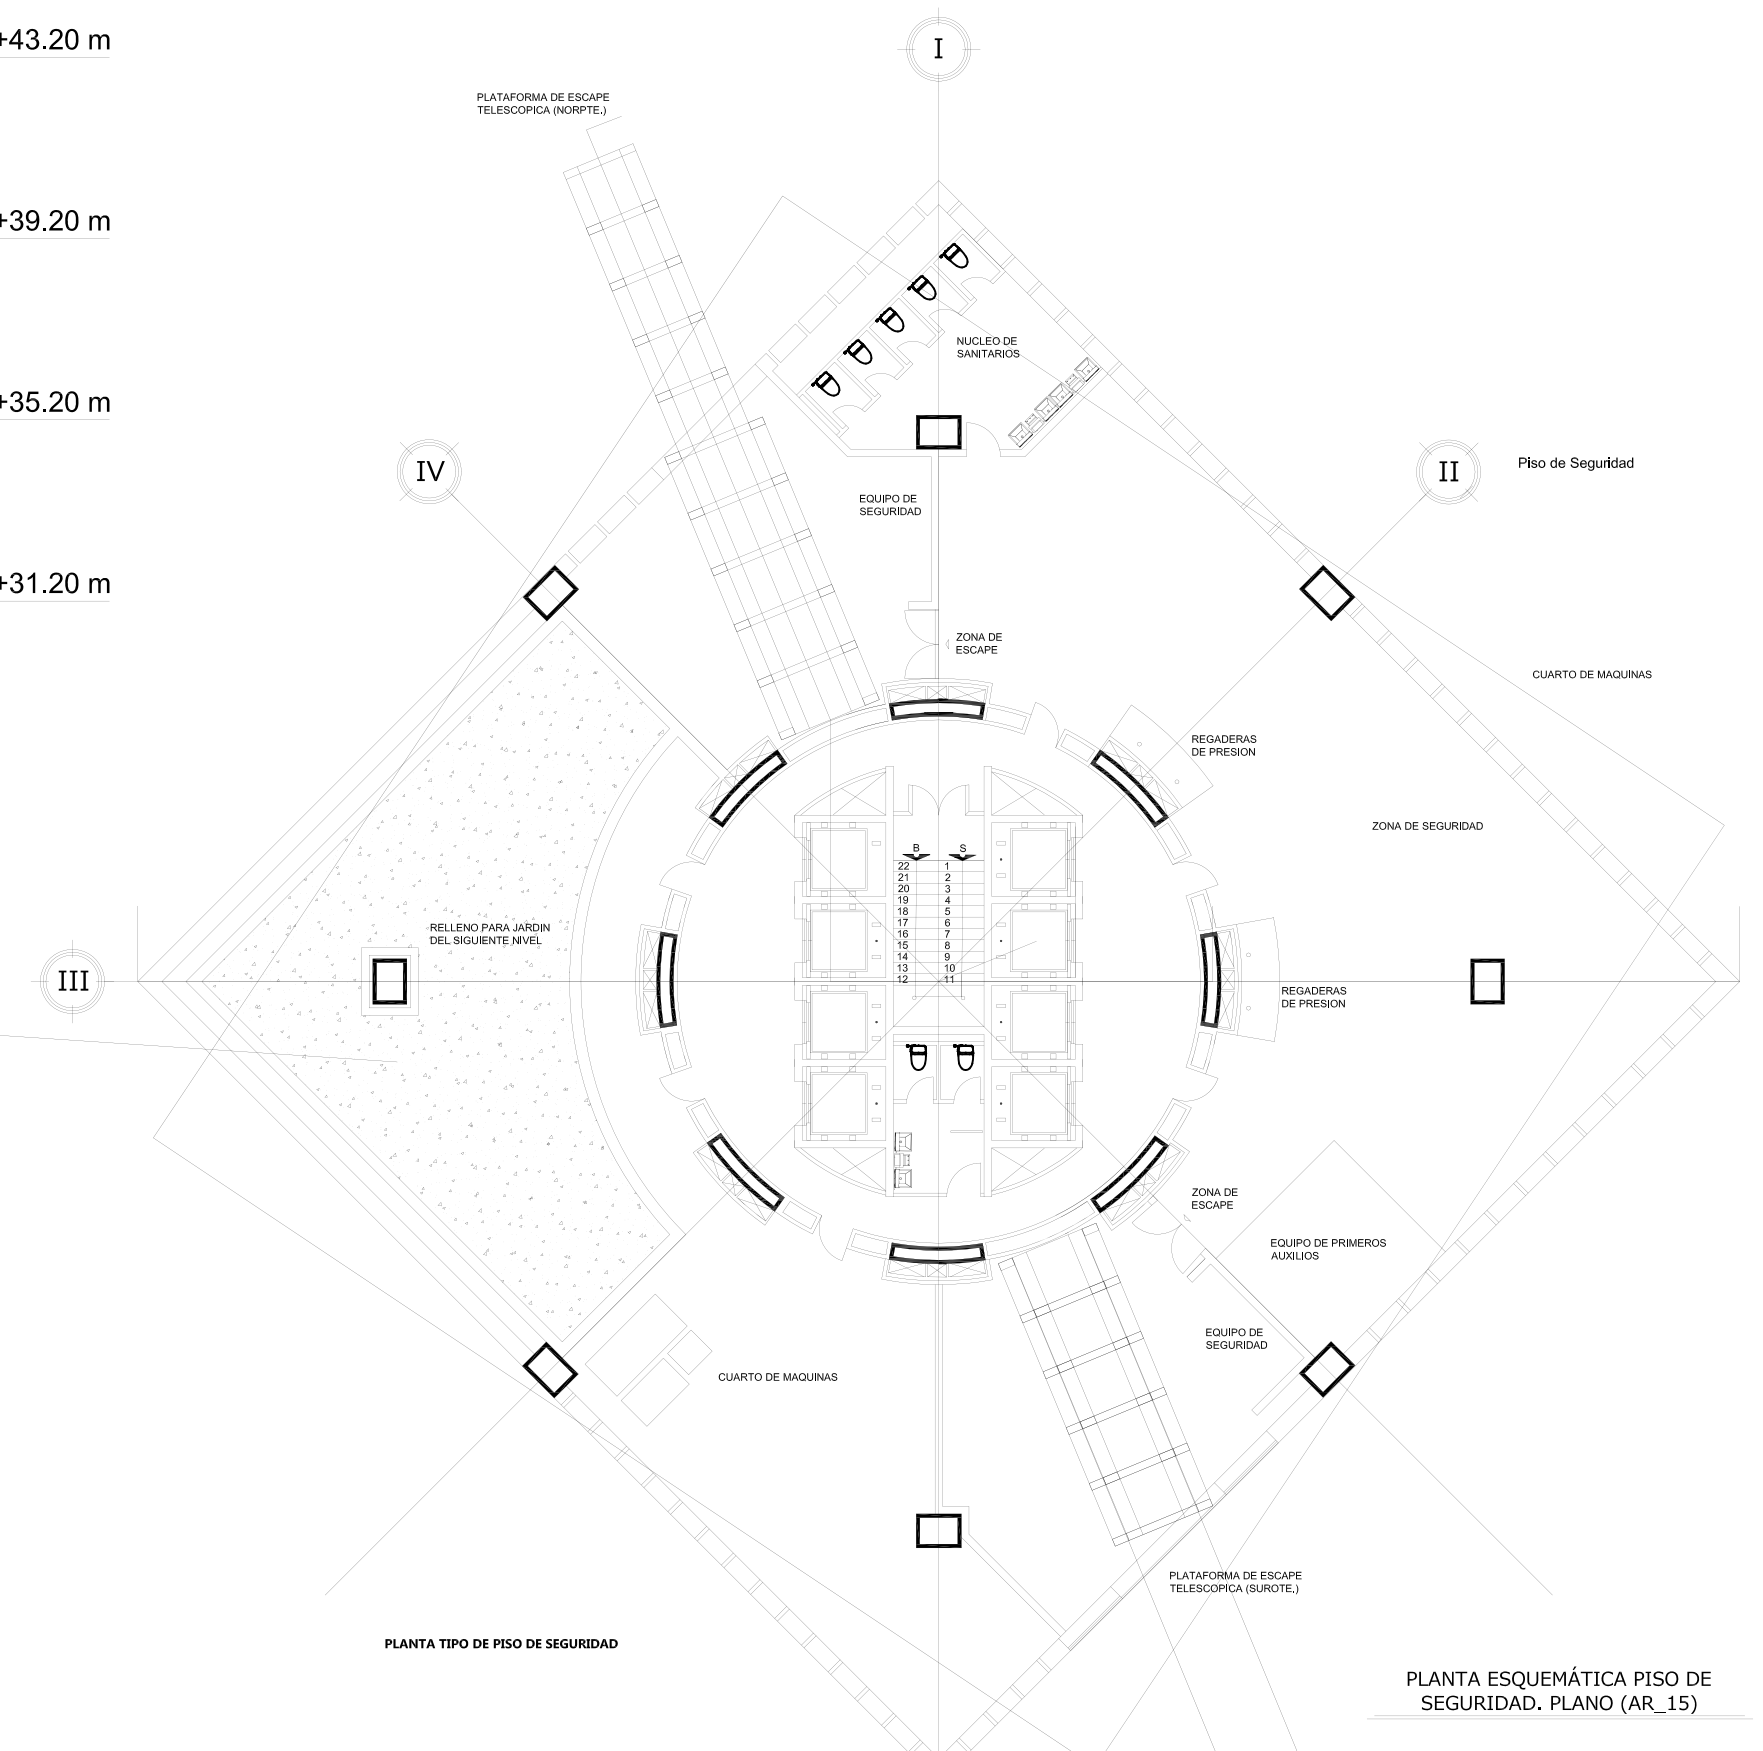 +43.20 m
I
PLATAFORMA DE ESCAPE
TELESCOPICA (NORPTE.)
+39.20 m
NUCLEO DE
SANITARIOS
+35.20 m
IV
II
Piso de Seguridad
EQUIPO DE
SEGURIDAD
+31.20 m
ZONA DE
ESCAPE
CUARTO DE MAQUINAS
REGADERAS
DE PRESION
ZONA DE SEGURIDAD
B S
22 1
21 2
20 3
19 4
18 5
17 6
16 7
15 8
14 9
13 10
12 11
RELLENO PARA JARDIN
DEL SIGUIENTE NIVEL
III
REGADERAS
DE PRESION
ZONA DE
ESCAPE
EQUIPO DE PRIMEROS
AUXILIOS
EQUIPO DE
SEGURIDAD
CUARTO DE MAQUINAS
PLATAFORMA DE ESCAPE
TELESCOPICA (SUROTE.)
PLANTA TIPO DE PISO DE SEGURIDAD
PLANTA ESQUEMÁTICA PISO DE
SEGURIDAD. PLANO (AR_15)